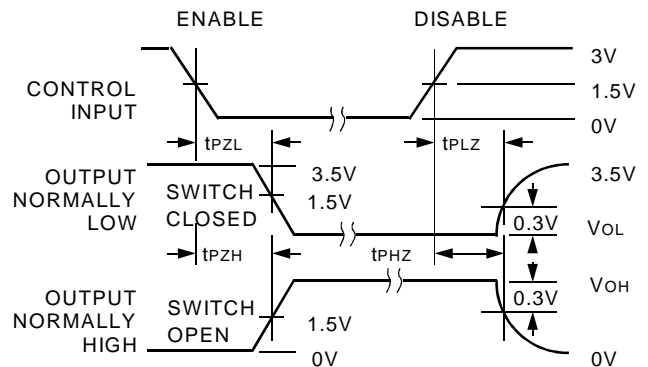 ENABLE DISABLE
CONTROL
INPUT
3V
1.5V
0V
tPZL
tPLZ
OUTPUT
NORMALLY
LOW
SWITCH
CLOSED
3.5V
1.5V
3.5V
0.3V
VOL
tPZH
tPHZ
OUTPUT
NORMALLY
HIGH
SWITCH
OPEN
1.5V
0V
VOH
0.3V
0V